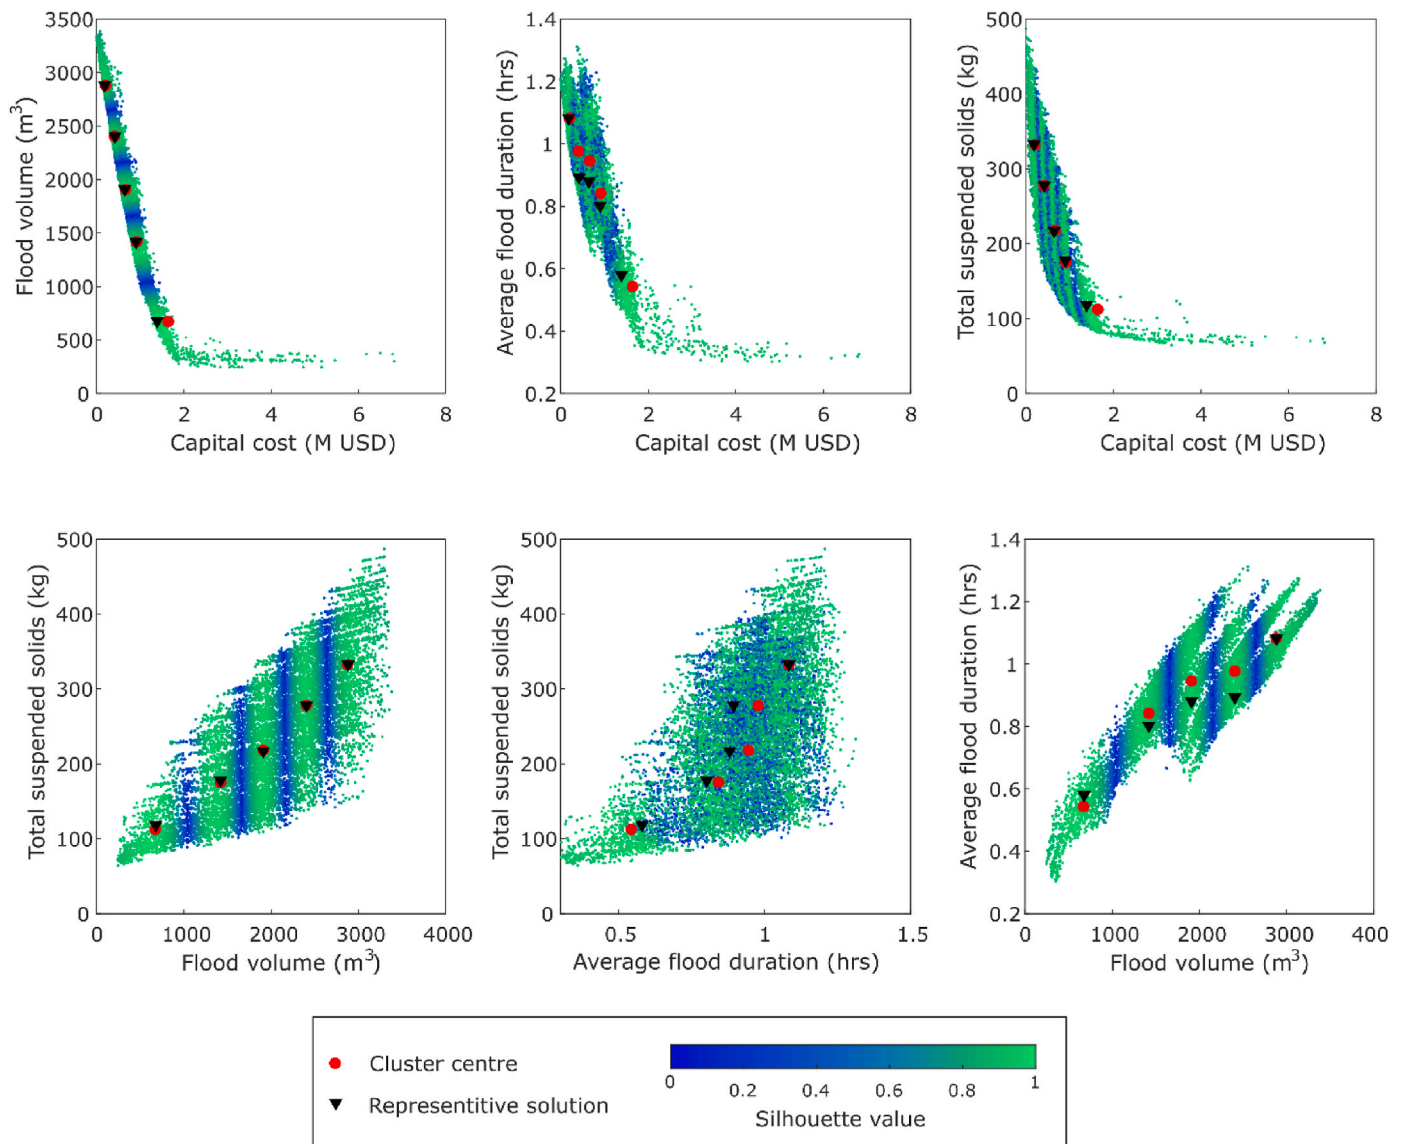 3500
3000
2500
2000
1500
1000
500
0
Flood volume (m³)
0 2 4 6 8
Capital cost (M USD)
1.4
1.2
1
0.8
0.6
0.4
0.2
Average flood duration (hrs)
0 2 4 6 8
Capital cost (M USD)
500
400
300
200
100
0
Total suspended solids (kg)
0 2 4 6 8
Capital cost (M USD)
500
400
300
200
100
0
Total suspended solids (kg)
0 1000 2000 3000 4000
Flood volume (m³)
500
400
300
200
100
0
Total suspended solids (kg)
0.5 1 1.5
Average flood duration (hrs)
1.4
1.2
1
0.8
0.6
0.4
0.2
Average flood duration (hrs)
0 1000 2000 3000 400
Flood volume (m³)
Cluster centre
Representitive solution
0 0.2 0.4 0.6 0.8 1
Silhouette value